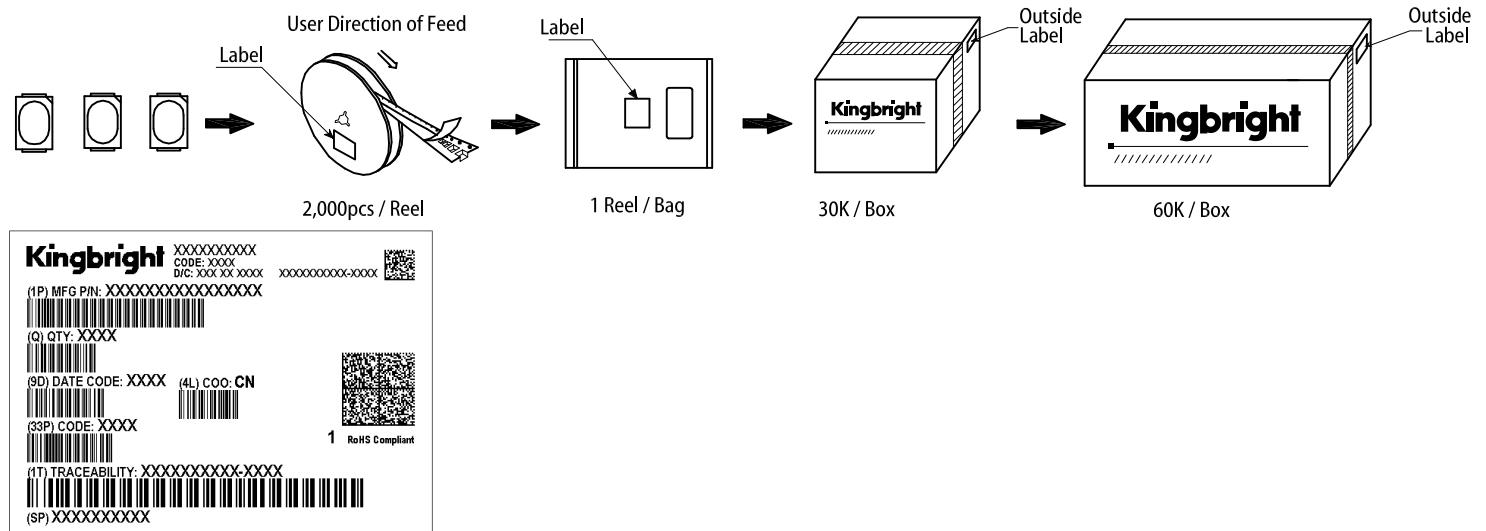 User Direction of Feed
Label
Label
Outside
Label
Outside
Label
Kingbright
Kingbright
2,000pcs / Reel
1 Reel / Bag
30K / Box
60K / Box
Kingbright
XXXXXXXXXX
CODE: XXXX
D/C: XXX XX XXXX
XXXXXXXXXX-XXXX
(1P) MFG P/N: XXXXXXXXXXXXXXXX
(Q) QTY: XXXX
(9D) DATE CODE: XXXX (4L) COO: CN
(33P) CODE: XXXX
1 RoHS Compliant
(1T) TRACEABILITY: XXXXXXXXXX-XXXX
(SP) XXXXXXXXXX